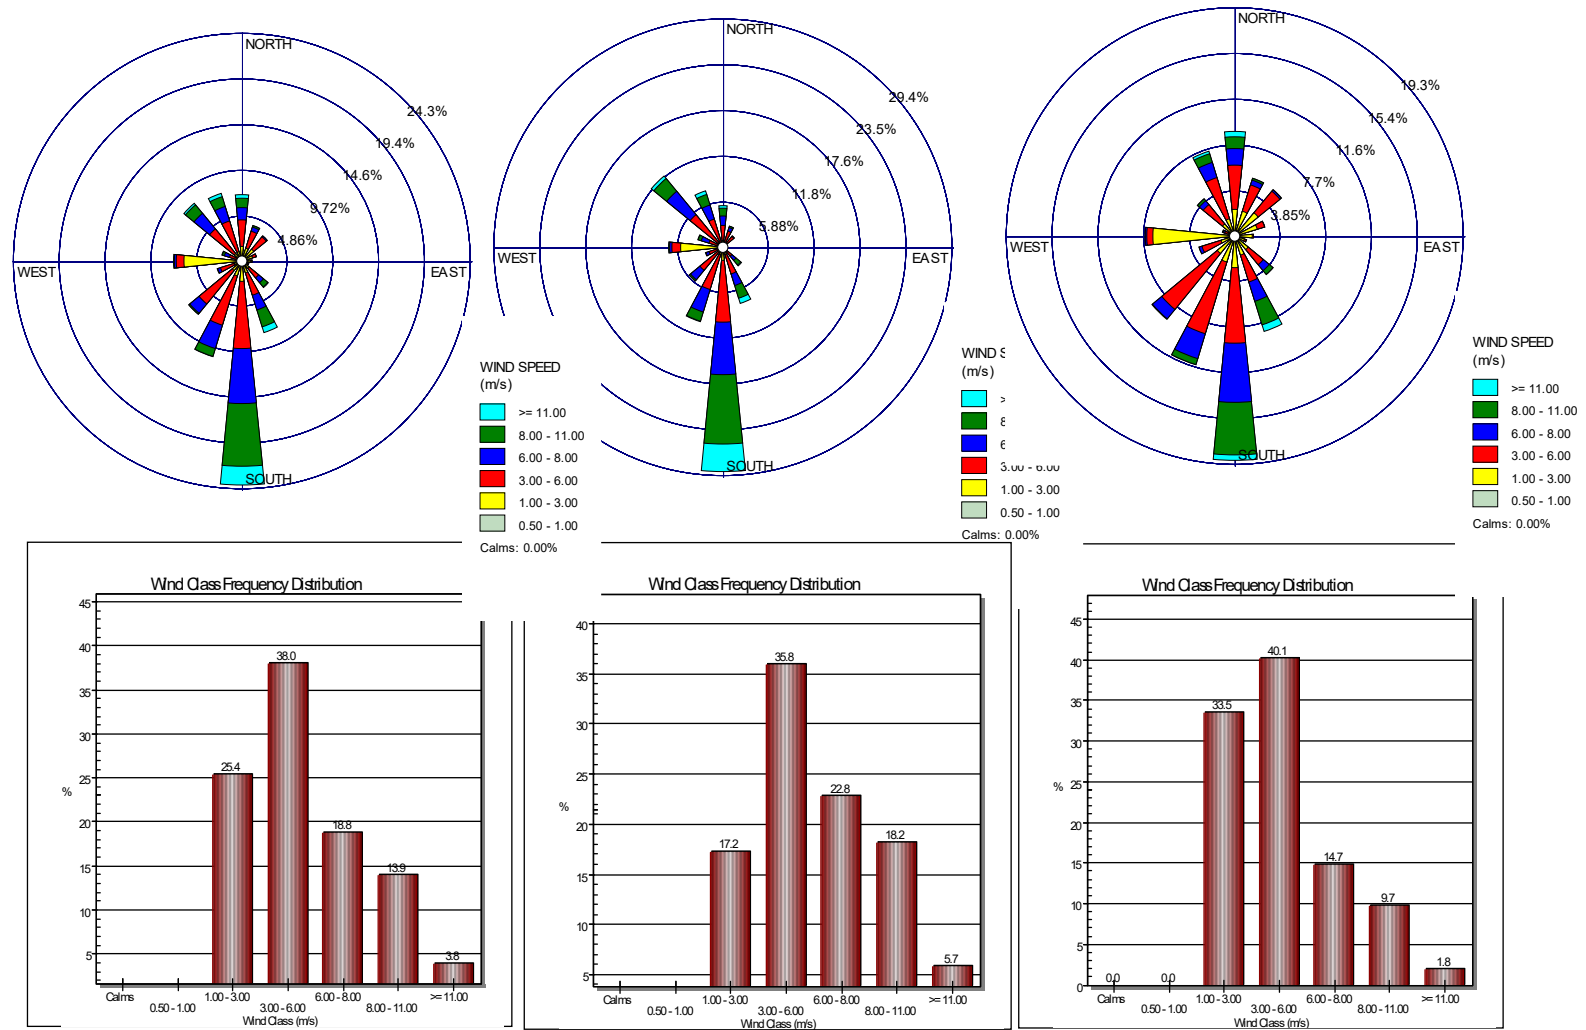 NORTH
24.3%
19.4%
14.6%
9.72%
4.86%
WEST
EAST
SOUTH
WIND SPEED
(m/s)
>= 11.00
8.00 - 11.00
6.00 - 8.00
3.00 - 6.00
1.00 - 3.00
0.50 - 1.00
Calms: 0.00%
NORTH
29.4%
23.5%
17.6%
11.8%
5.88%
WEST
EAST
SOUTH
WIND S
(m/s)
>
8
6
3.00 - 6.00
1.00 - 3.00
0.50 - 1.00
Calms: 0.00%
NORTH
19.3%
15.4%
11.6%
7.7%
3.85%
WEST
EAST
SOUTH
WIND SPEED
(m/s)
>= 11.00
8.00 - 11.00
6.00 - 8.00
3.00 - 6.00
1.00 - 3.00
0.50 - 1.00
Calms: 0.00%
Wind Class Frequency Distribution
45
40
35
30
25
20
15
10
5
%
25.4
38.0
18.8
13.9
3.8
Calms
0.50 - 1.00
1.00 - 3.00
3.00 - 6.00
6.00 - 8.00
8.00 - 11.00
>= 11.00
Wind Class (m/s)
Wind Class Frequency Distribution
40
35
30
25
20
15
10
5
%
17.2
35.8
22.8
18.2
5.7
Calms
0.50 - 1.00
1.00 - 3.00
3.00 - 6.00
6.00 - 8.00
8.00 - 11.00
>= 11.00
Wind Class (m/s)
Wind Class Frequency Distribution
45
40
35
30
25
20
15
10
5
0
%
0.0
0.0
33.5
40.1
14.7
9.7
1.8
Calms
0.50 - 1.00
1.00 - 3.00
3.00 - 6.00
6.00 - 8.00
8.00 - 11.00
>= 11.00
Wind Class (m/s)